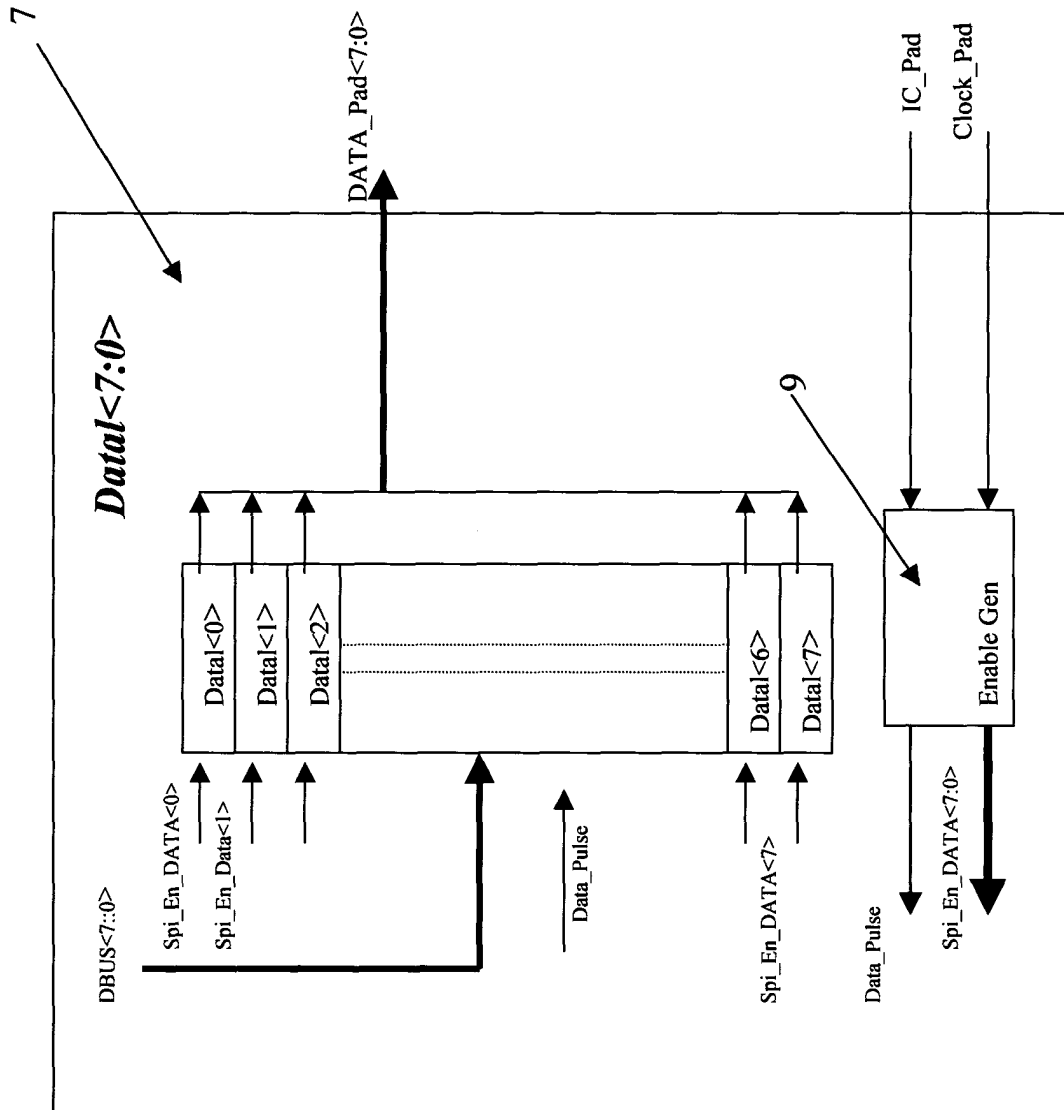 7
Datal<7:0>
DATA_Pad<7:0>
DBUS<7::0>
Spi_En_DATA<0>
Spi_En_Data<1>
Datal<0>
Datal<1>
Datal<2>
Data_Pulse
Spi_En_DATA<7>
Datal<6>
Datal<7>
9
Data_Pulse
Spi_En_DATA<7:0>
Enable Gen
IC_Pad
Clock_Pad